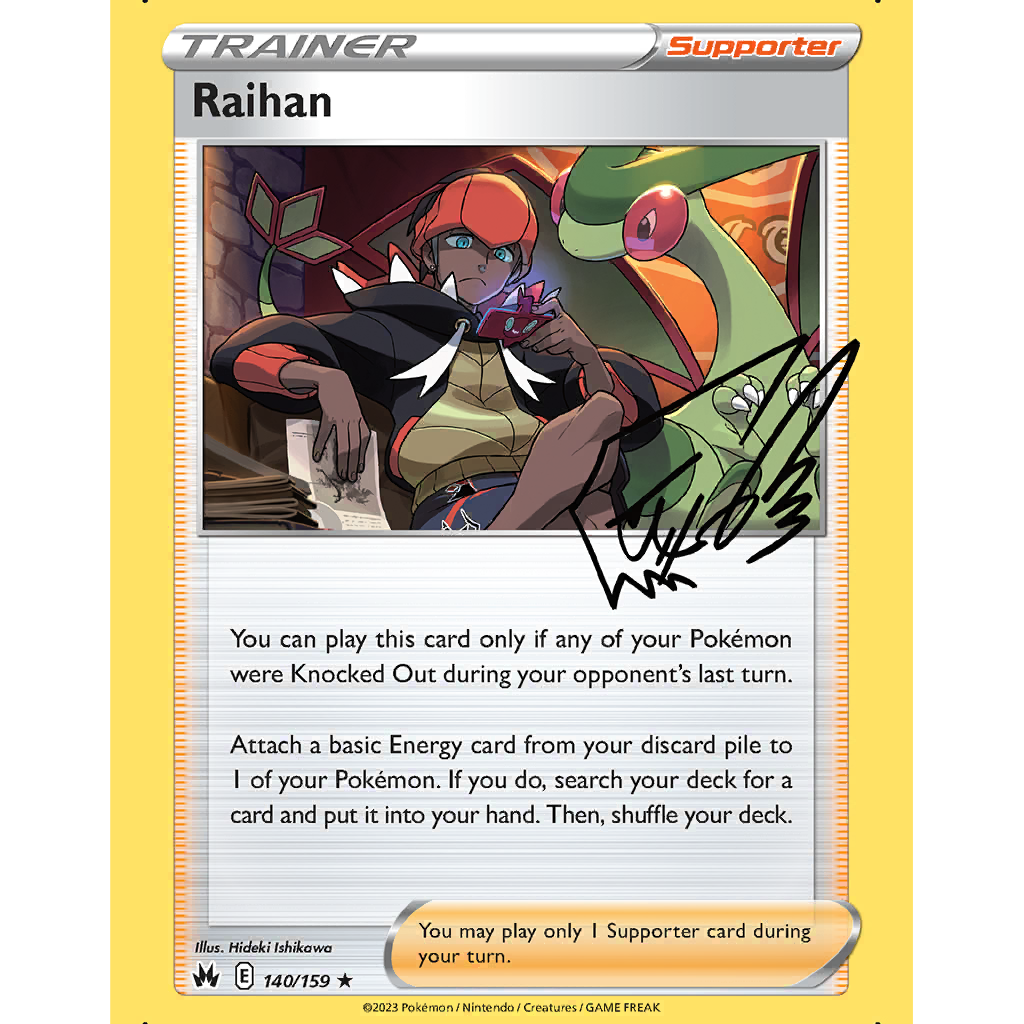 TRAINER
Supporter
Raihan
You can play this card only if any of your Pokémon
were Knocked Out during your opponent's last turn.
Attach a basic Energy card from your discard pile to
1 of your Pokémon. If you do, search your deck for a
card and put it into your hand. Then, shuffle your deck.
You may play only 1 Supporter card during
your turn.
Illus. Hideki Ishikawa
E 140/159 ★
©2023 Pokémon / Nintendo / Creatures / GAME FREAK